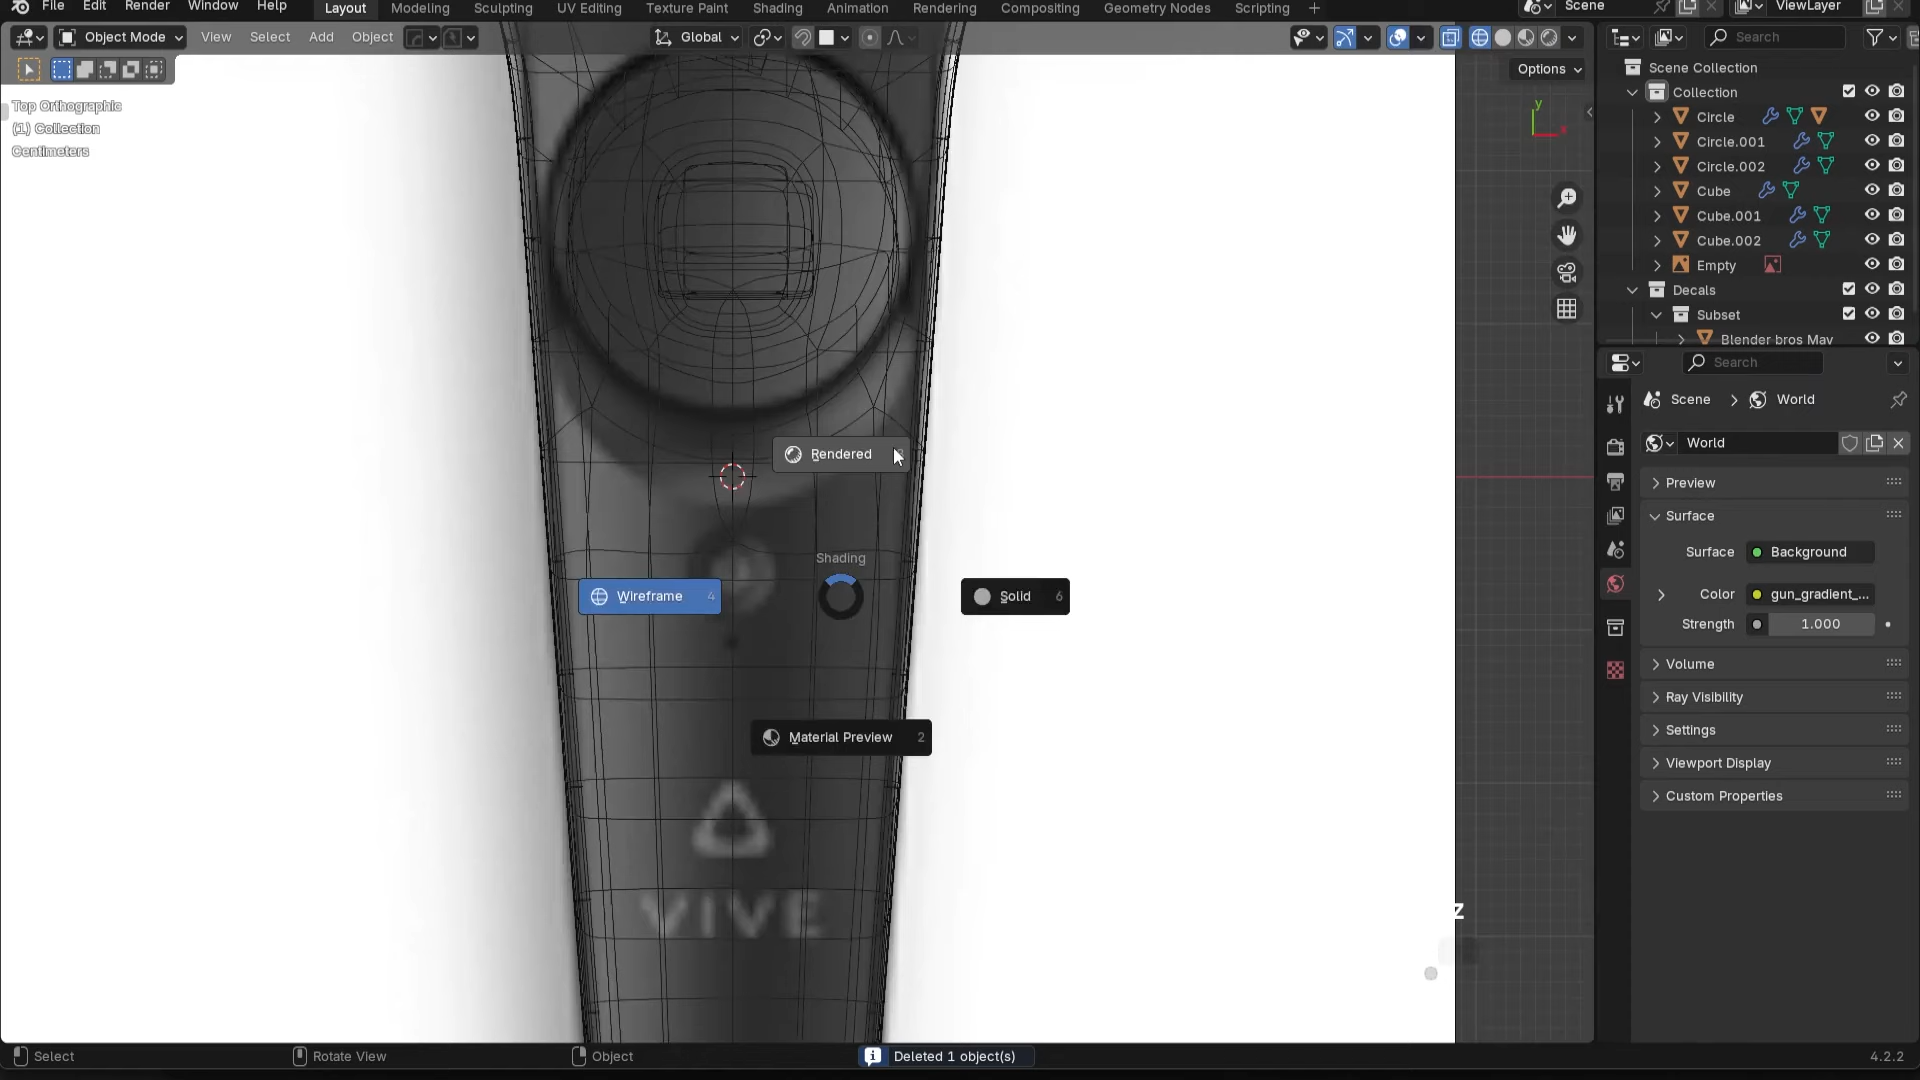 File Edit Render Window Help Layout Modeling Sculpting UV Editing Texture Paint Shading Animation Rendering Compositing Geometry Nodes Scripting + Scene ViewLayer
Object Mode View Select Add Object Global Search
Options
Top Orthographic
(1) Collection
Centimeters
y
x
Scene Collection
Collection
Circle
Circle.001
Circle.002
Cube
Cube.001
Cube.002
Empty
Decals
Subset
Blender bros Mav
Search
Scene World
World
Preview
Surface
Surface Background
Color gun_gradient_...
Strength 1.000
Volume
Ray Visibility
Settings
Viewport Display
Custom Properties
Rendered
Shading
Wireframe 4
Solid 6
Material Preview 2
VIVE
Z
Select Rotate View Object Deleted 1 object(s) 4.2.2